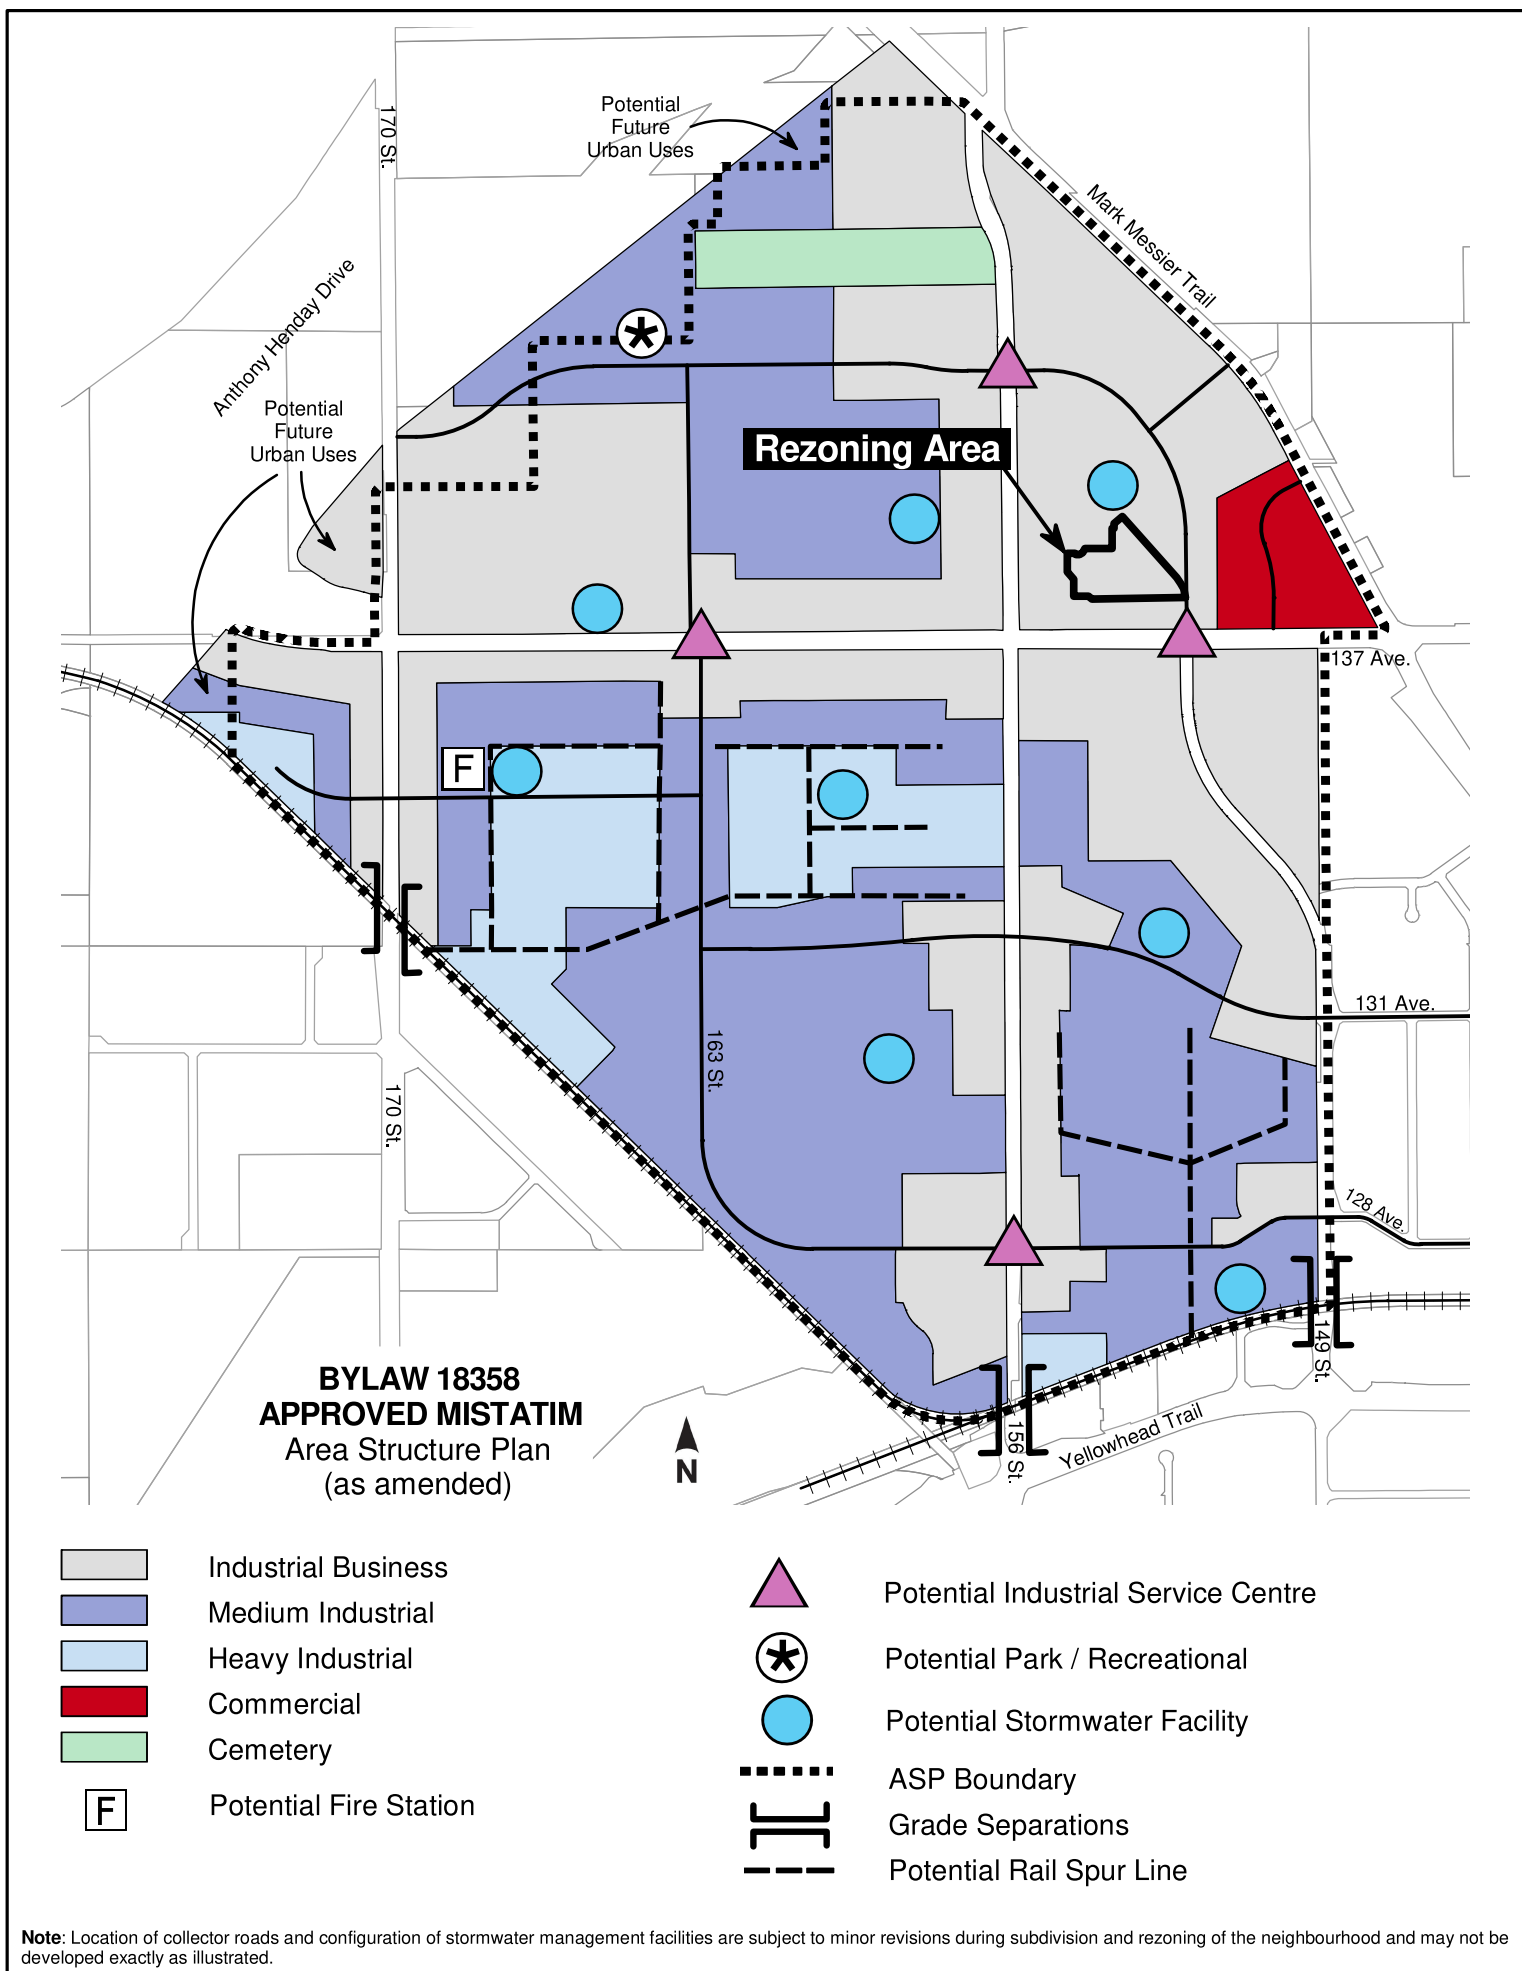 170 St.
Potential
Future
Urban Uses
Mark Messier Trail
Anthony Henday Drive
Potential
Future
Urban Uses
Rezoning Area
137 Ave.
F
131 Ave.
163 St.
170 St.
128 Ave.
149 St.
156 St.
Yellowhead Trail
BYLAW 18358
APPROVED MISTATIM
Area Structure Plan
(as amended)
N
Industrial Business
Medium Industrial
Heavy Industrial
Commercial
Cemetery
F Potential Fire Station
Potential Industrial Service Centre
Potential Park / Recreational
Potential Stormwater Facility
ASP Boundary
Grade Separations
Potential Rail Spur Line
Note: Location of collector roads and configuration of stormwater management facilities are subject to minor revisions during subdivision and rezoning of the neighbourhood and may not be
developed exactly as illustrated.